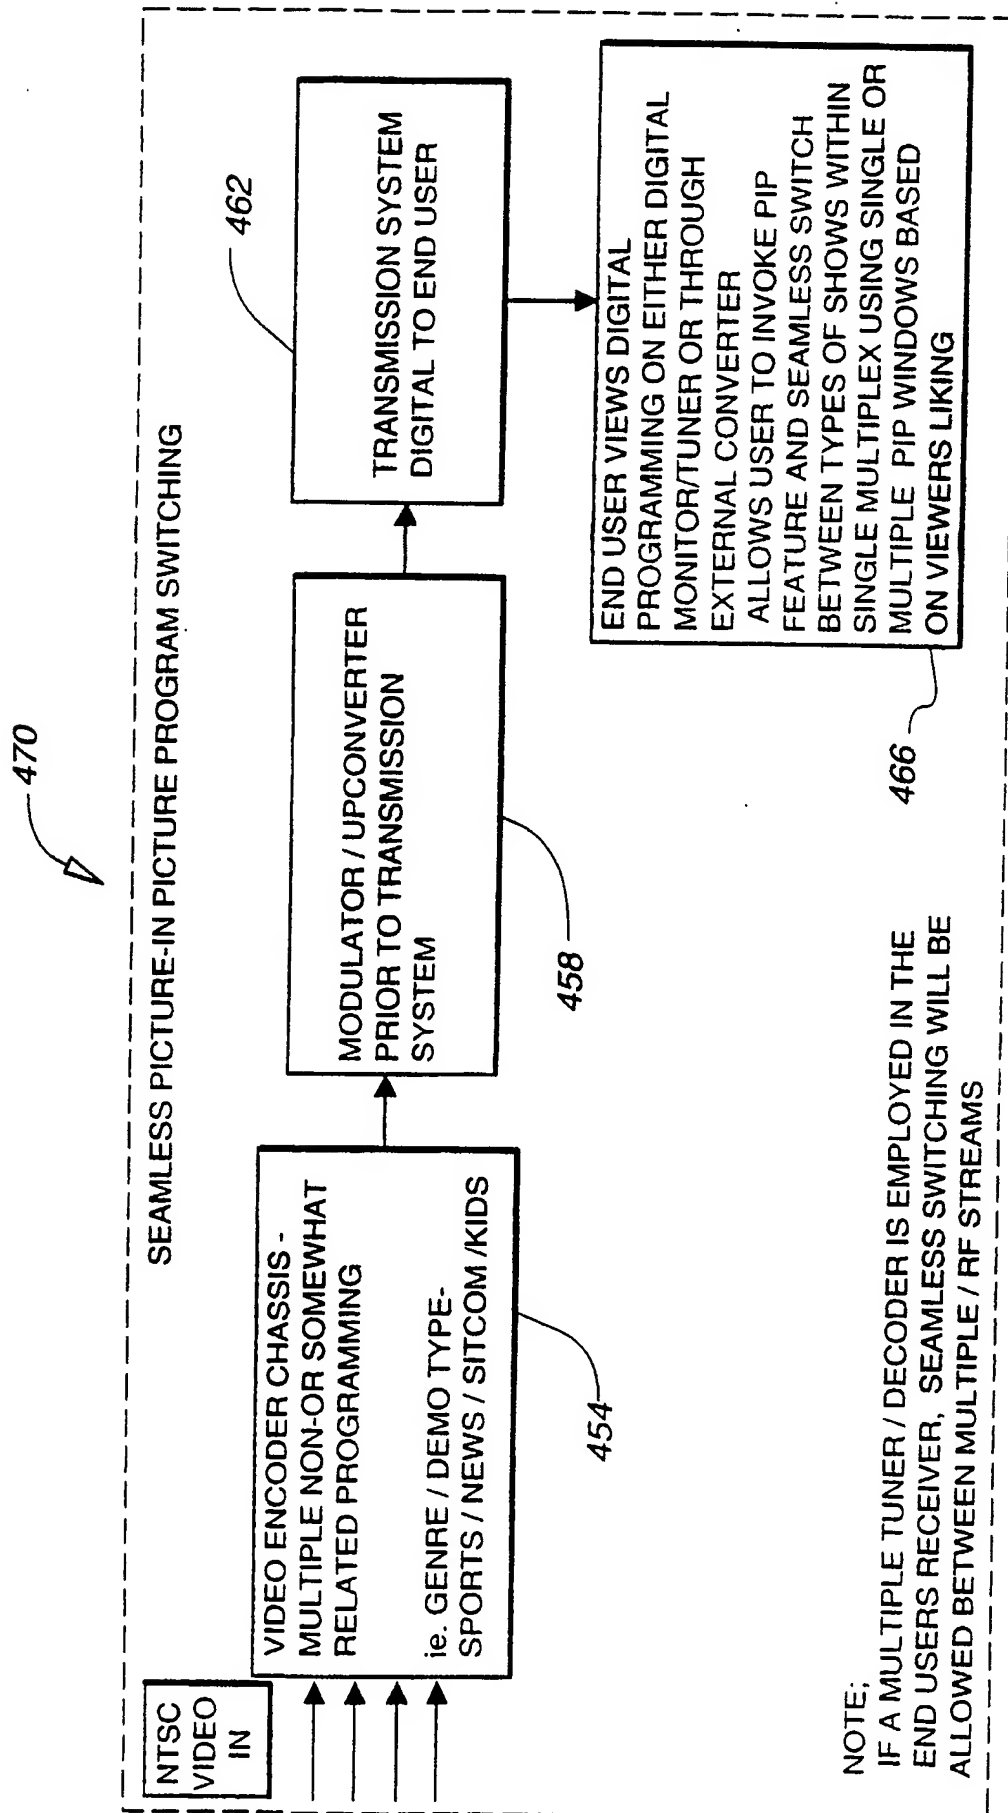 470
SEAMLESS PICTURE-IN PICTURE PROGRAM SWITCHING
NTSC
VIDEO
IN
VIDEO ENCODER CHASSIS -
MULTIPLE NON-OR SOMEWHAT
RELATED PROGRAMMING
ie. GENRE / DEMO TYPE-
SPORTS / NEWS / SITCOM /KIDS
454
MODULATOR / UPCONVERTER
PRIOR TO TRANSMISSION
SYSTEM
458
TRANSMISSION SYSTEM
DIGITAL TO END USER
462
END USER VIEWS DIGITAL
PROGRAMMING ON EITHER DIGITAL
MONITOR/TUNER OR THROUGH
EXTERNAL CONVERTER
ALLOWS USER TO INVOKE PIP
FEATURE AND SEAMLESS SWITCH
BETWEEN TYPES OF SHOWS WITHIN
SINGLE MULTIPLEX USING SINGLE OR
MULTIPLE PIP WINDOWS BASED
ON VIEWERS LIKING
466
NOTE;
IF A MULTIPLE TUNER / DECODER IS EMPLOYED IN THE
END USERS RECEIVER, SEAMLESS SWITCHING WILL BE
ALLOWED BETWEEN MULTIPLE / RF STREAMS